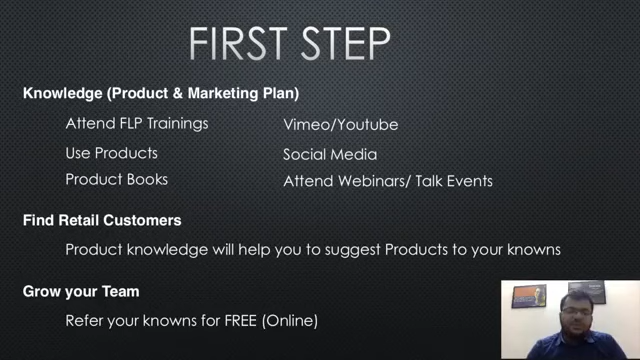 FIRST STEP
Knowledge (Product & Marketing Plan)
Attend FLP Trainings
Vimeo/Youtube
Use Products
Social Media
Product Books
Attend Webinars/ Talk Events
Find Retail Customers
Product knowledge will help you to suggest Products to your knowns
Grow your Team
Refer your knowns for FREE (Online)